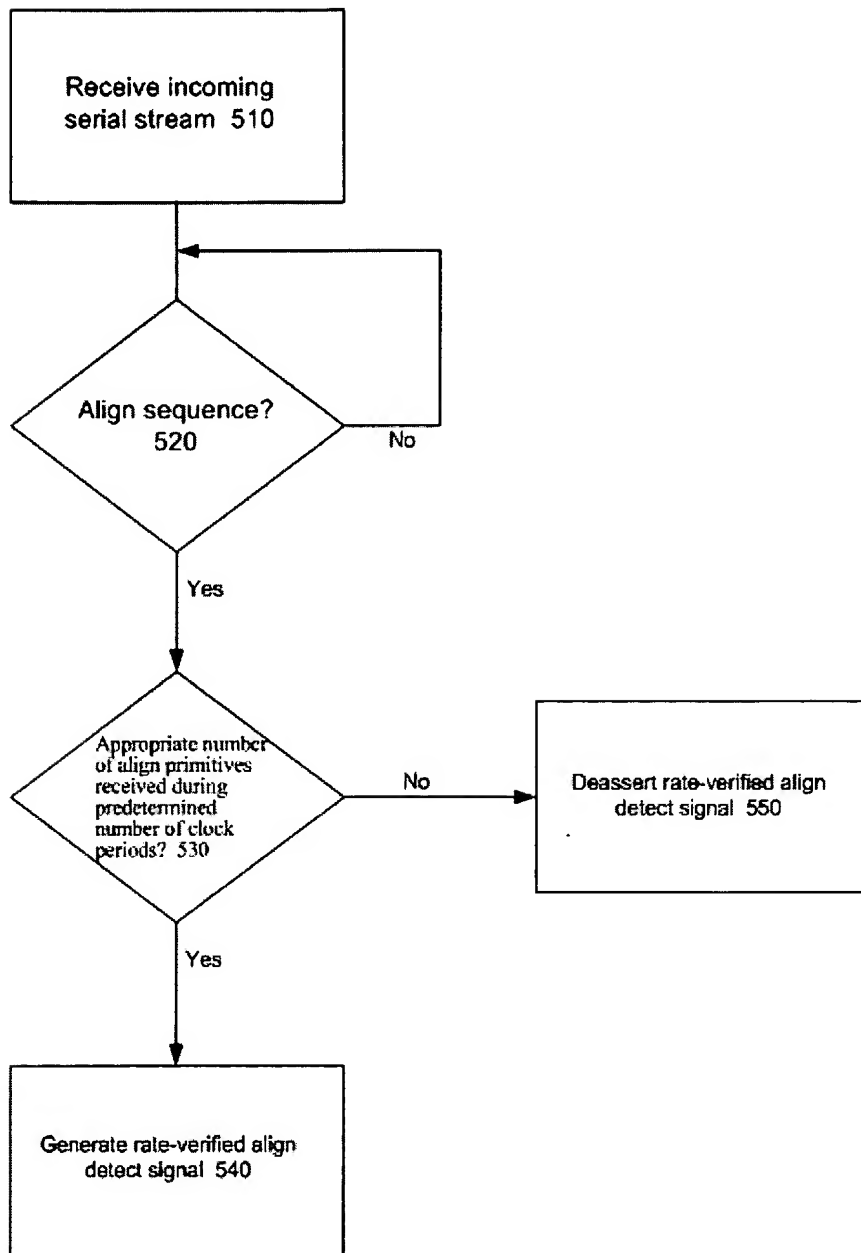 Receive incoming
serial stream 510
Align sequence?
520
No
Yes
Appropriate number
of align primitives
received during
predetermined
number of clock
periods? 530
No
Deassert rate-verified align
detect signal 550
Yes
Generate rate-verified align
detect signal 540